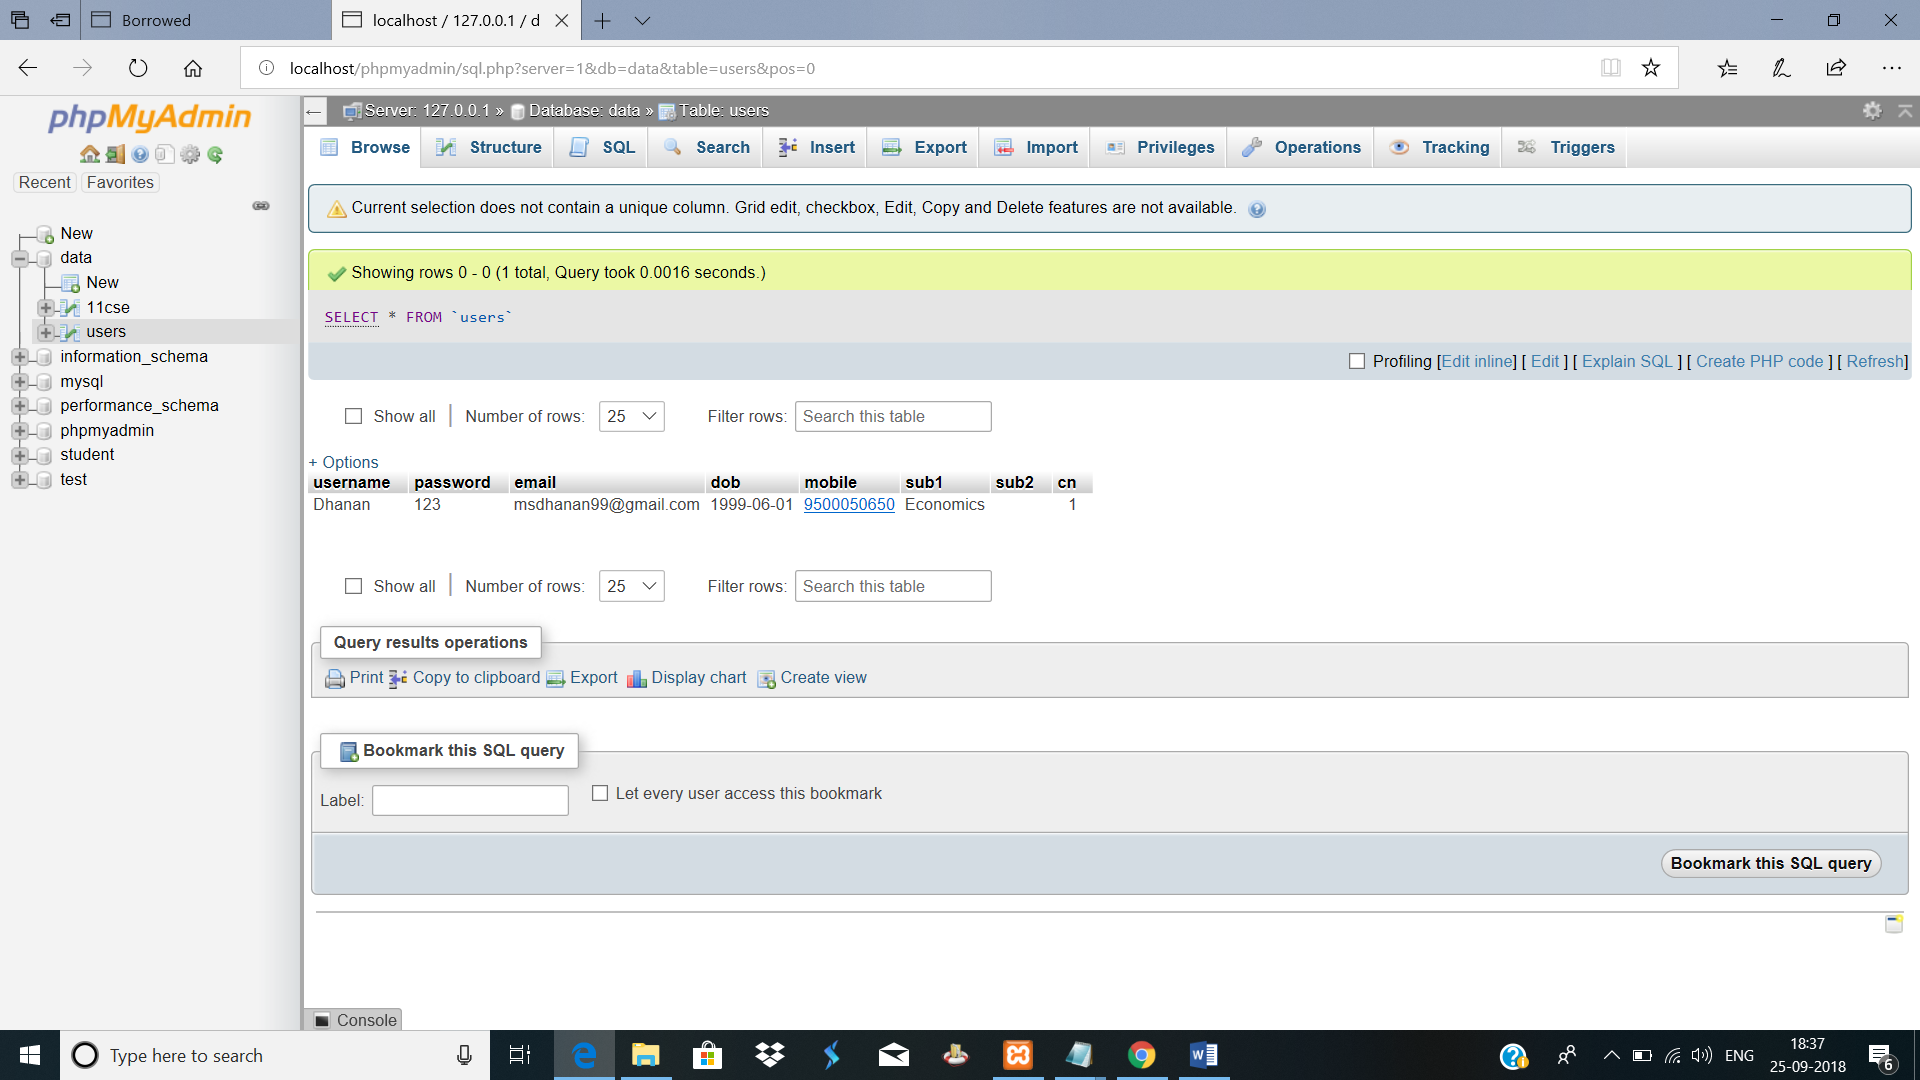 Borrowed
localhost / 127.0.0.1 / d
localhost/phpmyadmin/sql.php?server=1&db=data&table=users&pos=0
phpMyAdmin
Recent Favorites
New
data
New
11cse
users
information_schema
mysql
performance_schema
phpmyadmin
student
test
Server: 127.0.0.1 » Database: data » Table: users
Browse Structure SQL Search Insert Export Import Privileges Operations Tracking Triggers
Current selection does not contain a unique column. Grid edit, checkbox, Edit, Copy and Delete features are not available.
Showing rows 0 - 0 (1 total, Query took 0.0016 seconds.)
SELECT * FROM `users`
Profiling [Edit inline] [ Edit ] [ Explain SQL ] [ Create PHP code ] [ Refresh]
Show all Number of rows: 25 Filter rows: Search this table
+ Options
username password email dob mobile sub1 sub2 cn
Dhanan 123 msdhanan99@gmail.com 1999-06-01 9500050650 Economics 1
Show all Number of rows: 25 Filter rows: Search this table
Query results operations
Print Copy to clipboard Export Display chart Create view
Bookmark this SQL query
Label: Let every user access this bookmark
Bookmark this SQL query
Console
Type here to search
ENG
18:37
25-09-2018
6